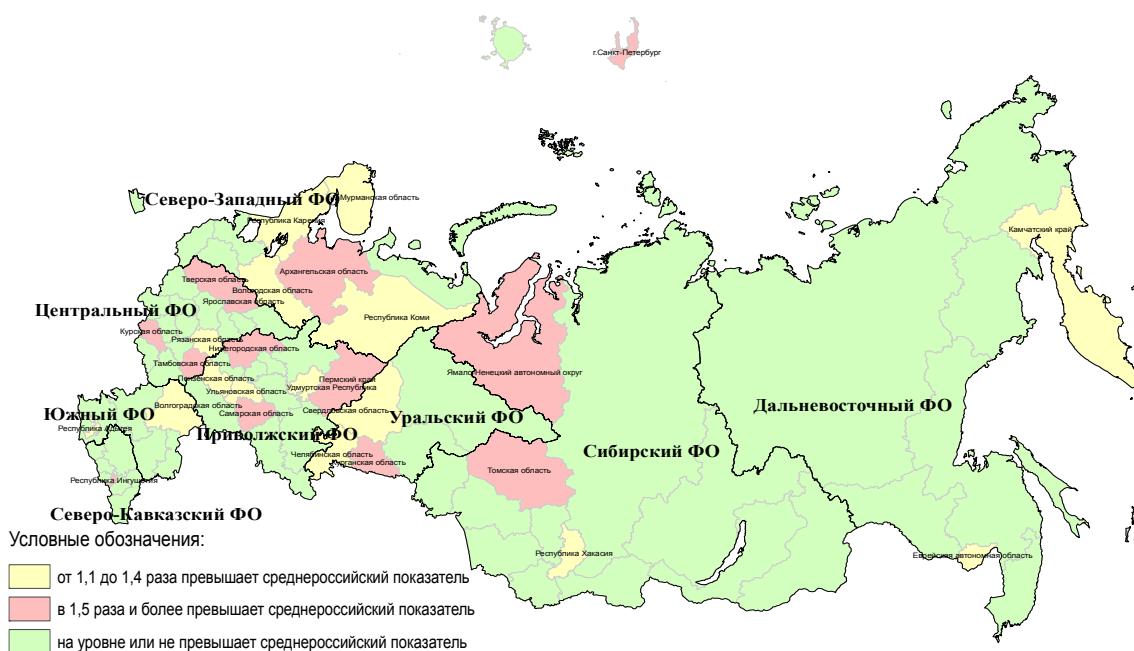 г.Санкт-Петербург
Северо-Западный ФО
Мурманская область
Республика Карелия
Камчатский край
Архангельская область
Тверская область
Вологодская область
Ярославская область
Центральный ФО
Республика Коми
Курская область
Рязанская область
Нижегородская область
Тамбовская область
Ямало-Ненецкий автономный округ
Пермский край
Пензенская область
Удмуртская Республика
Ульяновская область
Волгоградская область
Дальневосточный ФО
Южный ФО
Самарская область
Свердловская область
Уральский ФО
Республика Адыгея
Приволжский ФО
Сибирский ФО
Челябинская область
Курганская область
Томская область
Республика Ингушетия
Северо-Кавказский ФО
Республика Хакасия
Еврейская автономная область
Условные обозначения:
от 1,1 до 1,4 раза превышает среднероссийский показатель
в 1,5 раза и более превышает среднероссийский показатель
на уровне или не превышает среднероссийский показатель